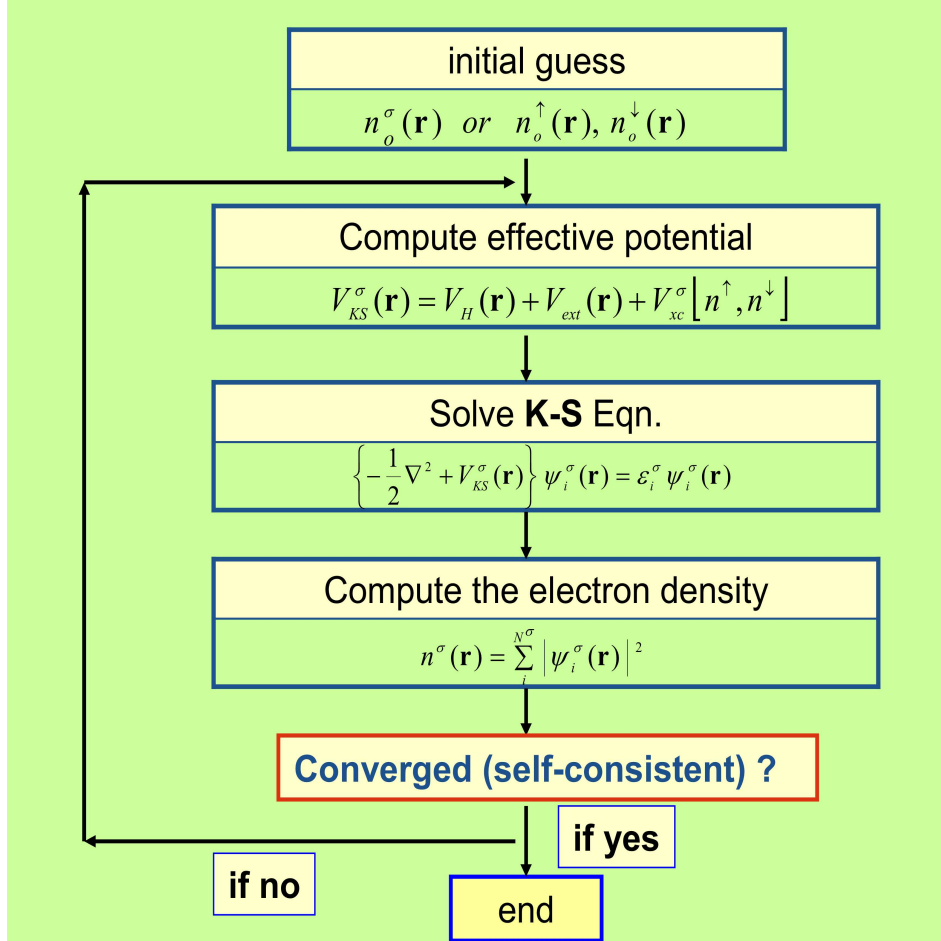 initial guess
n_o^σ(r) or n_o^↑(r), n_o^↓(r)
Compute effective potential
V_KS^σ(r) = V_H(r) + V_ext(r) + V_xc^σ⌊n^↑, n^↓⌋
Solve K-S Eqn.
{-1/2 ∇² + V_KS^σ(r)} ψ_i^σ(r) = ε_i^σ ψ_i^σ(r)
Compute the electron density
n^σ(r) = ∑_i^{N^σ} |ψ_i^σ(r)|²
Converged (self-consistent) ?
if yes
if no
end